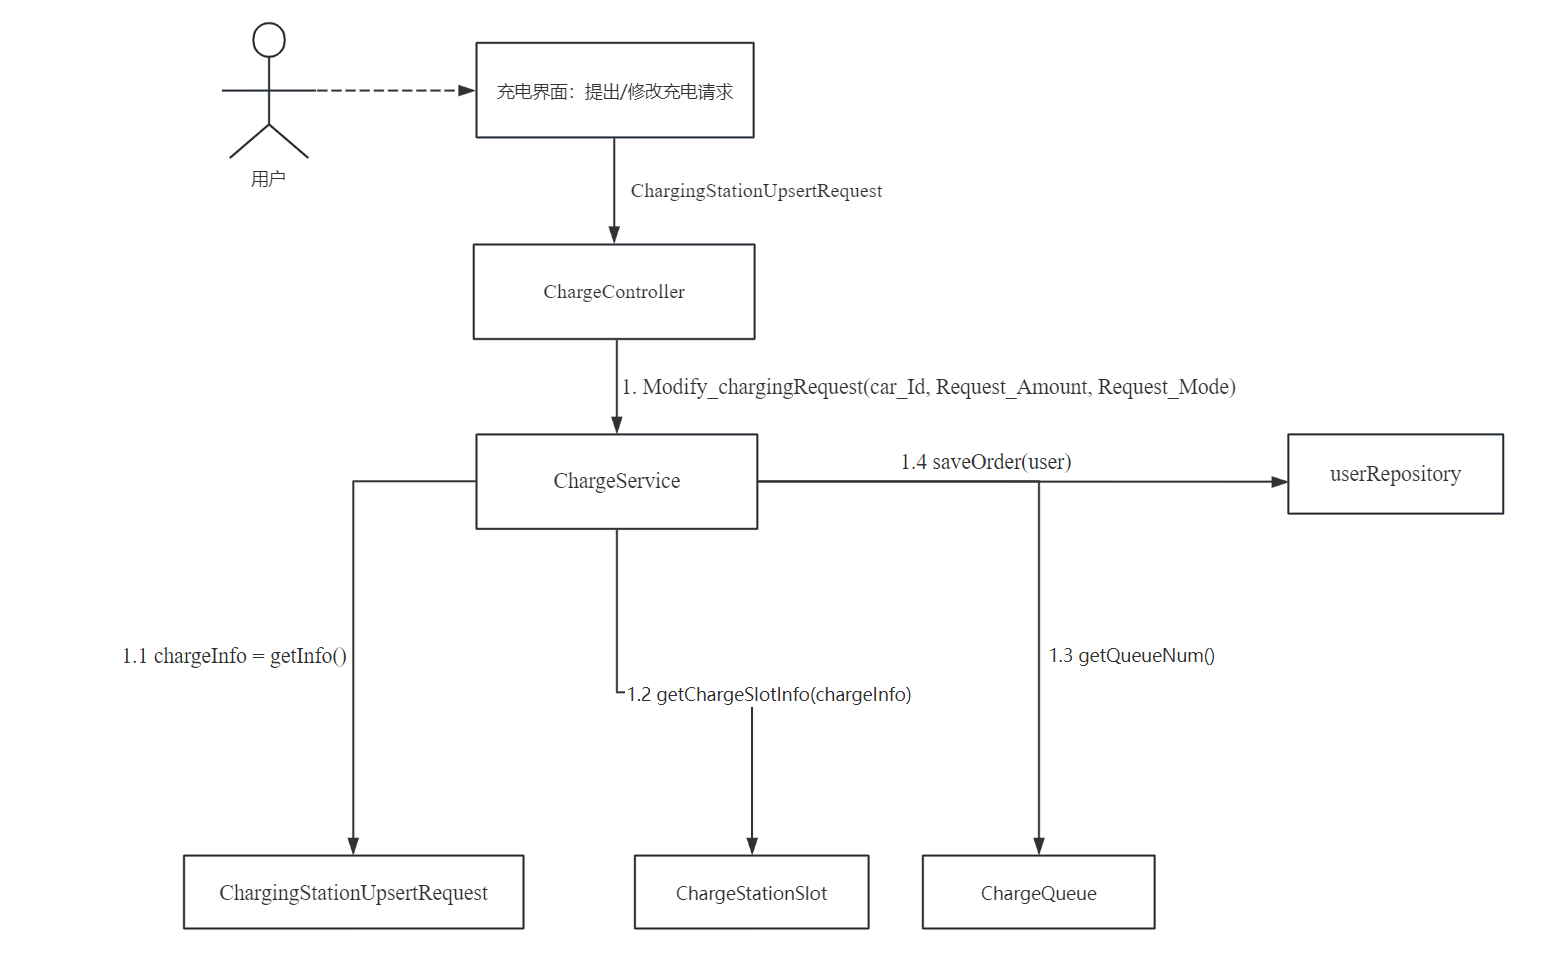 充电界面：提出/修改充电请求
用户
ChargingStationUpsertRequest
ChargeController
1. Modify_chargingRequest(car_Id, Request_Amount, Request_Mode)
ChargeService
1.4 saveOrder(user)
userRepository
1.1 chargeInfo = getInfo()
1.3 getQueueNum()
1.2 getChargeSlotInfo(chargeInfo)
ChargingStationUpsertRequest
ChargeStationSlot
ChargeQueue